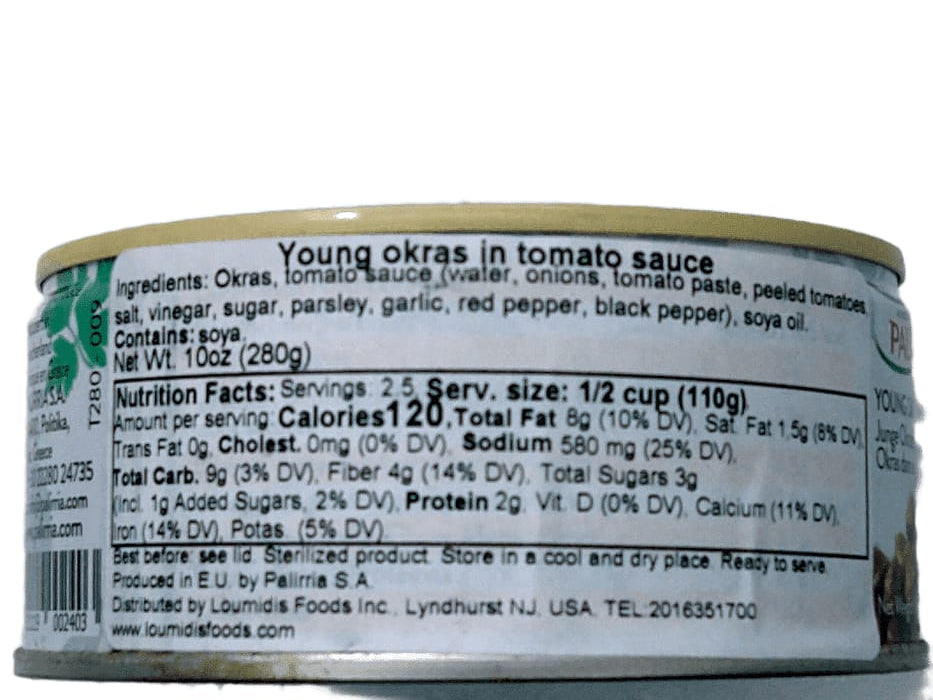 Young okras in tomato sauce
Ingredients: Okras, tomato sauce (water, onions, tomato paste, peeled tomatoes,
salt, vinegar, sugar, parsley, garlic, red pepper, black pepper), soya oil.
Contains: soya.
Net Wt. 10oz (280g)
Nutrition Facts: Servings: 2.5, Serv. size: 1/2 cup (110g),
Amount per serving: Calories 120, Total Fat 8g (10% DV), Sat. Fat 1.5g (8% DV),
Trans Fat 0g, Cholest. 0mg (0% DV), Sodium 580 mg (25% DV),
Total Carb. 9g (3% DV), Fiber 4g (14% DV), Total Sugars 3g
(Incl. 1g Added Sugars, 2% DV), Protein 2g, Vit. D (0% DV), Calcium (11% DV),
Iron (14% DV), Potas. (5% DV).
Best before: see lid. Sterilized product. Store in a cool and dry place. Ready to serve.
Produced in E.U. by Palirria S.A.
Distributed by Loumidis Foods Inc., Lyndhurst NJ, USA, TEL:2016351700
www.loumidisfoods.com
T280 - 009
Greece
24735
002403
YOUNG
Junge